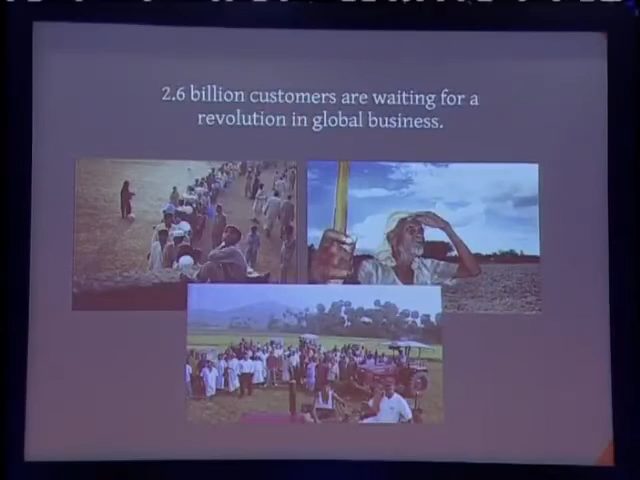 2.6 billion customers are waiting for a
revolution in global business.